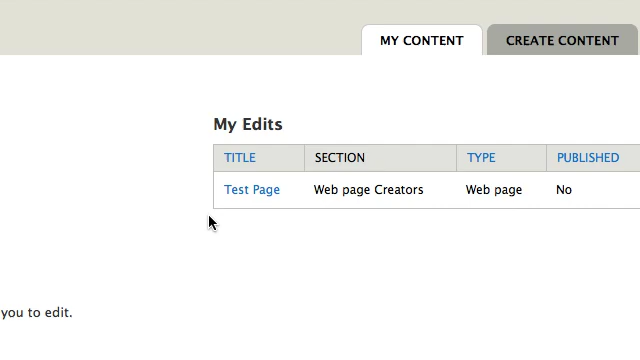 MY CONTENT CREATE CONTENT
My Edits
TITLE SECTION TYPE PUBLISHED
Test Page Web page Creators Web page No
you to edit.